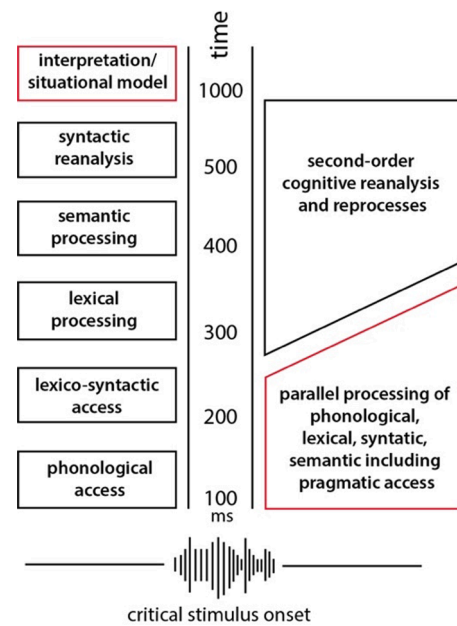 time
interpretation/
situational model
1000
syntactic
reanalysis
500
semantic
processing
400
lexical
processing
300
lexico-syntactic
access
200
phonological
access
100
ms
second-order
cognitive reanalysis
and reprocesses
parallel processing of
phonological,
lexical, syntatic,
semantic including
pragmatic access
critical stimulus onset